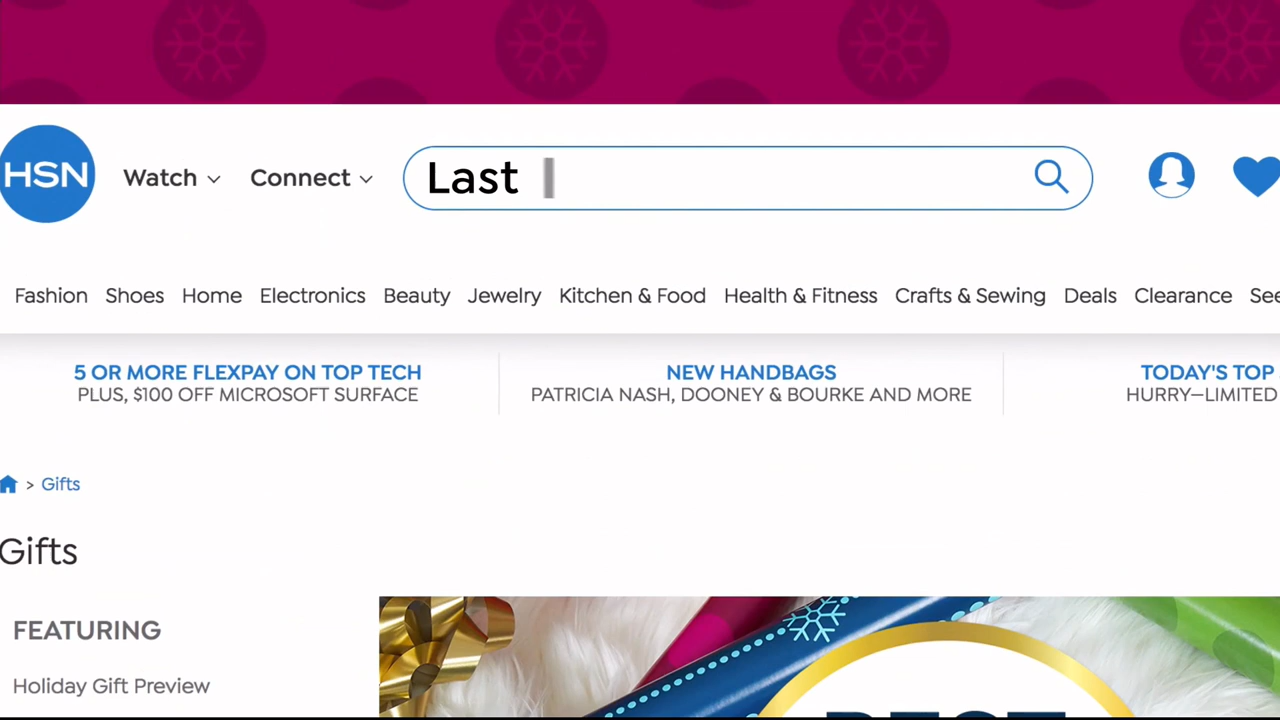 HSN Watch Connect Last
Fashion Shoes Home Electronics Beauty Jewelry Kitchen & Food Health & Fitness Crafts & Sewing Deals Clearance
5 OR MORE FLEXPAY ON TOP TECH
PLUS, $100 OFF MICROSOFT SURFACE
NEW HANDBAGS
PATRICIA NASH, DOONEY & BOURKE AND MORE
TODAY'S TOP
HURRY—LIMITED
> Gifts
Gifts
FEATURING
Holiday Gift Preview